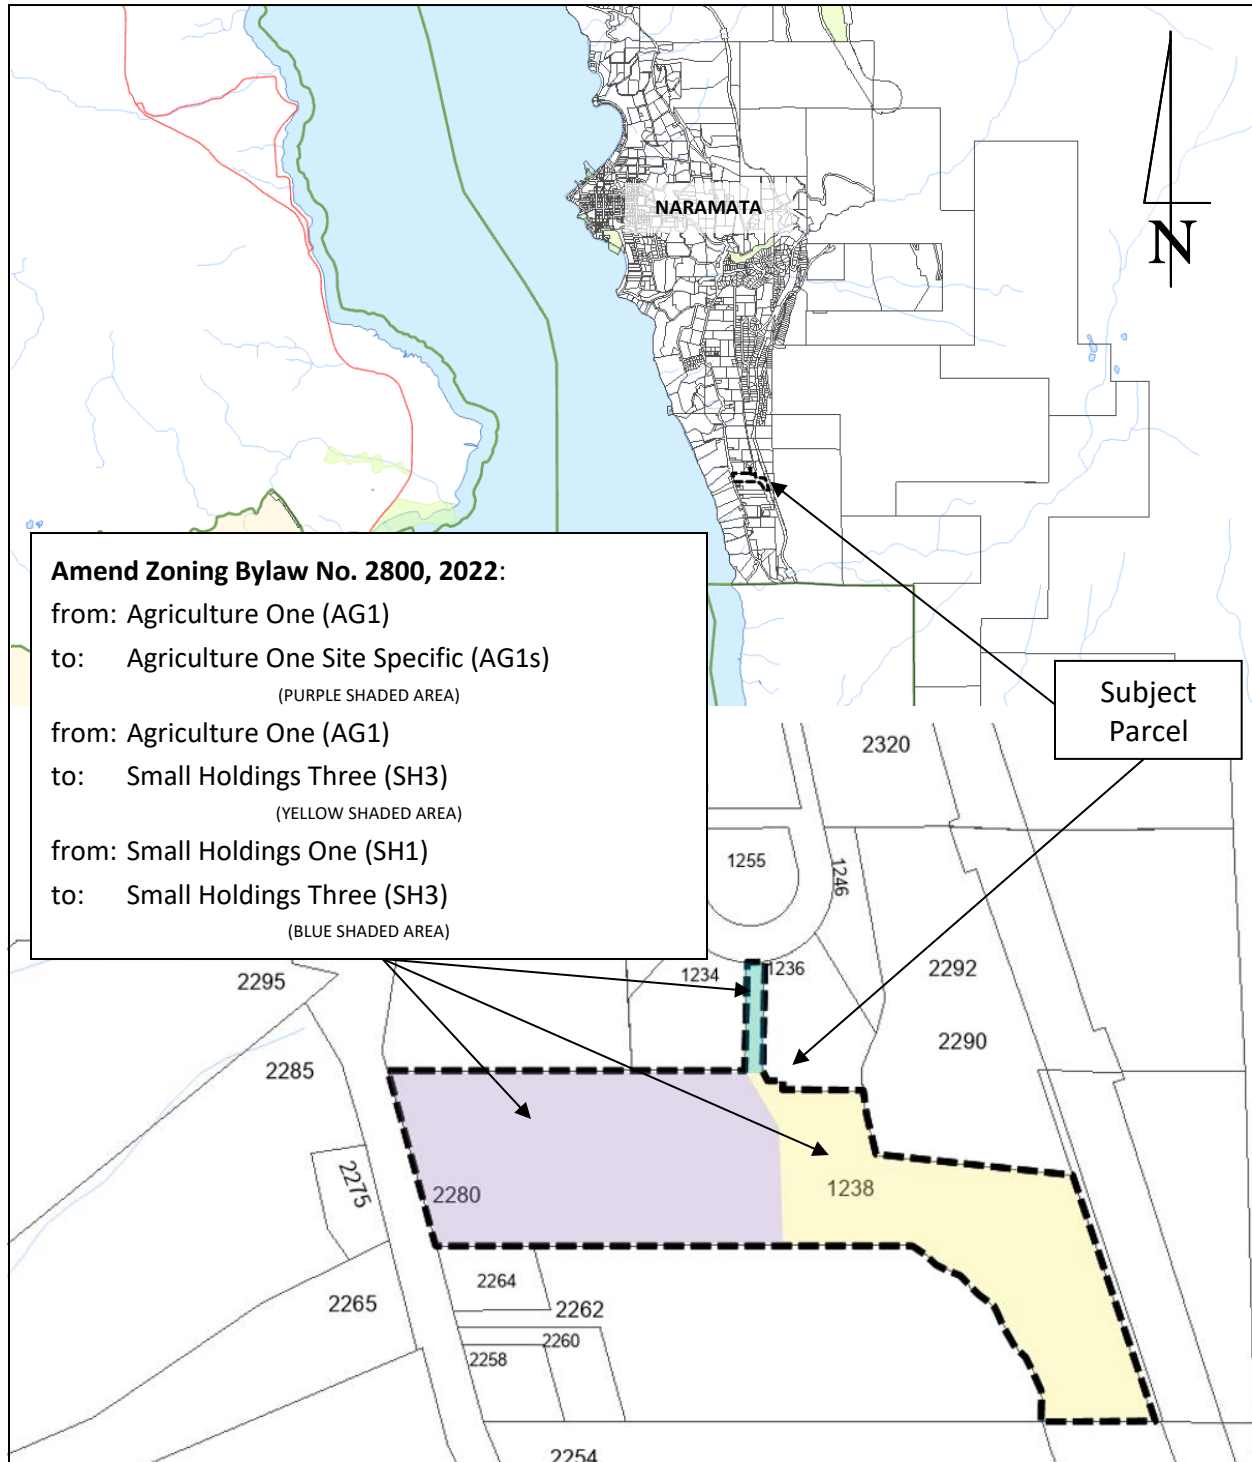 NARAMATA
N
Amend Zoning Bylaw No. 2800, 2022:
from: Agriculture One (AG1)
to: Agriculture One Site Specific (AG1s)
(PURPLE SHADED AREA)
from: Agriculture One (AG1)
to: Small Holdings Three (SH3)
(YELLOW SHADED AREA)
from: Small Holdings One (SH1)
to: Small Holdings Three (SH3)
(BLUE SHADED AREA)
Subject
Parcel
2320
1255
1246
2295
1234
1236
2292
2290
2285
2275
2280
1238
2264
2265
2262
2260
2258
2254